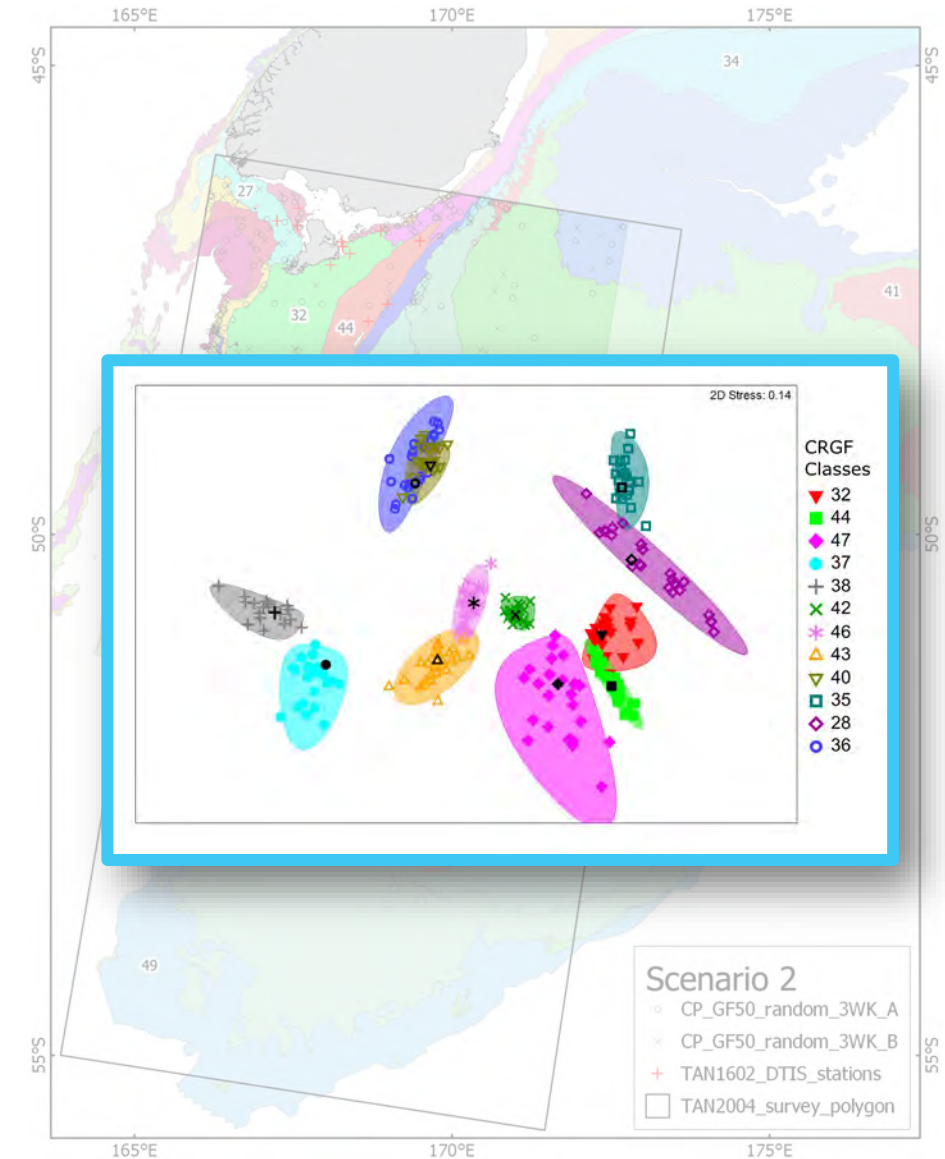 165°E 170°E 175°E
45°S 45°S
34
27
41
32
44
2D Stress: 0.14
CRGF
Classes
32
44
47
37
38
42
46
43
40
35
28
36
50°S 50°S
49
Scenario 2
CP_GF50_random_3WK_A
CP_GF50_random_3WK_B
TAN1602_DTIS_stations
TAN2004_survey_polygon
55°S 55°S
165°E 170°E 175°E